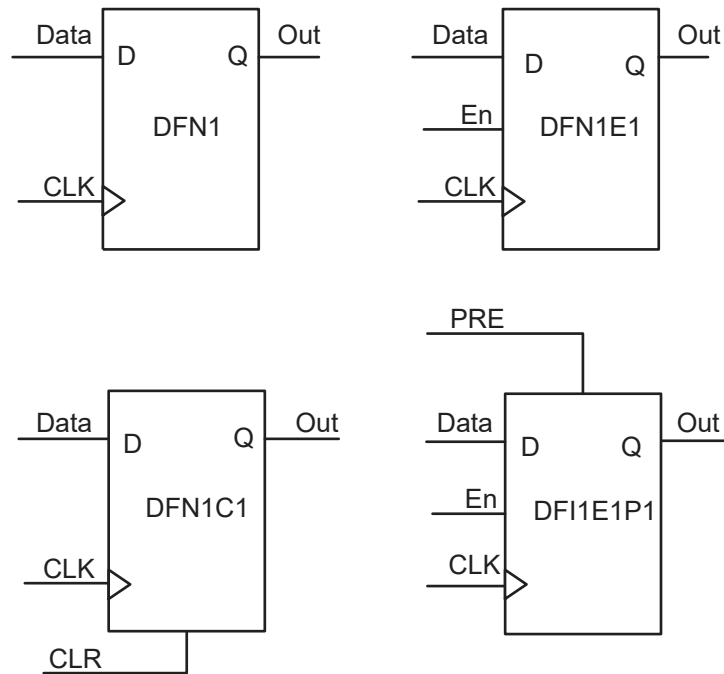 Data
Out
D
Q
DFN1
CLK
Data
Out
D
Q
En
DFN1E1
CLK
Data
Out
D
Q
DFN1C1
CLK
CLR
PRE
Data
Out
D
Q
En
DFI1E1P1
CLK